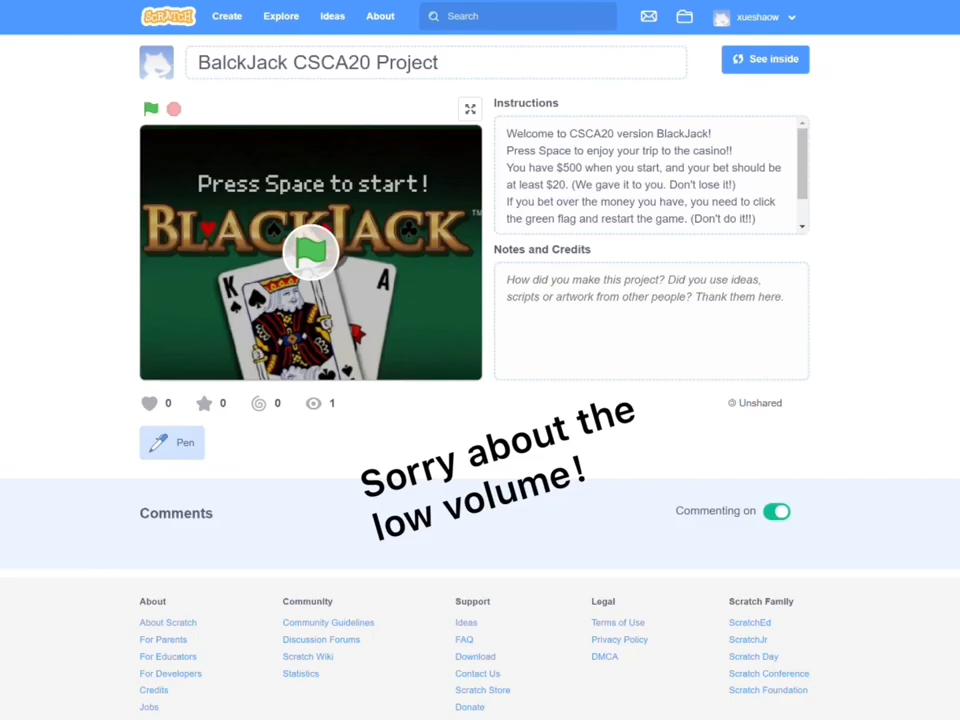 SCRATCH
Create
Explore
Ideas
About
Search
xueshaow
BalckJack CSCA20 Project
See inside
Instructions
Welcome to CSCA20 version BlackJack!
Press Space to enjoy your trip to the casino!!
You have $500 when you start, and your bet should be
at least $20. (We gave it to you. Don't lose it!)
If you bet over the money you have, you need to click
the green flag and restart the game. (Don't do it!!)
Press Space to start!
BLACKJACK™
K
A
Notes and Credits
How did you make this project? Did you use ideas,
scripts or artwork from other people? Thank them here.
0
0
0
1
Unshared
Pen
Sorry about the
low volume!
Comments
Commenting on
About
About Scratch
For Parents
For Educators
For Developers
Credits
Jobs
Community
Community Guidelines
Discussion Forums
Scratch Wiki
Statistics
Support
Ideas
FAQ
Download
Contact Us
Scratch Store
Donate
Legal
Terms of Use
Privacy Policy
DMCA
Scratch Family
ScratchEd
ScratchJr
Scratch Day
Scratch Conference
Scratch Foundation